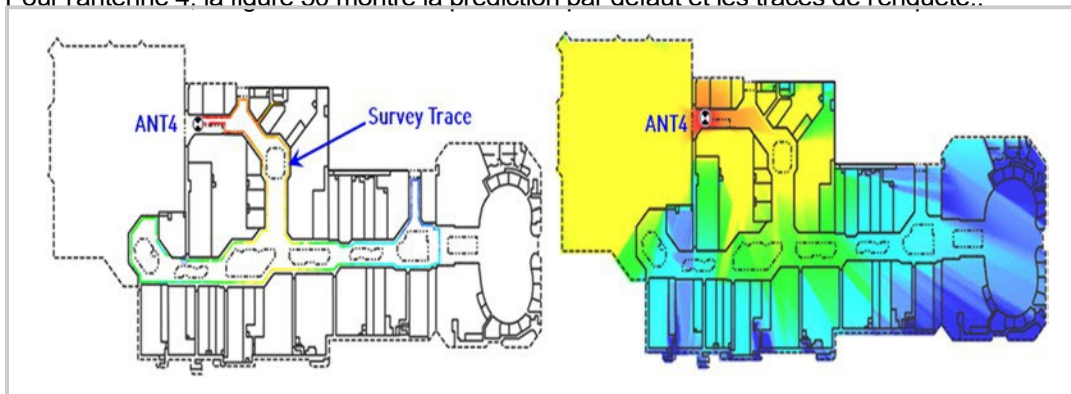 Pour l'antenne 4, la figure 30 montre la prédiction par défaut et les traces de l'enquête..
ANT4
Survey Trace
ANT4